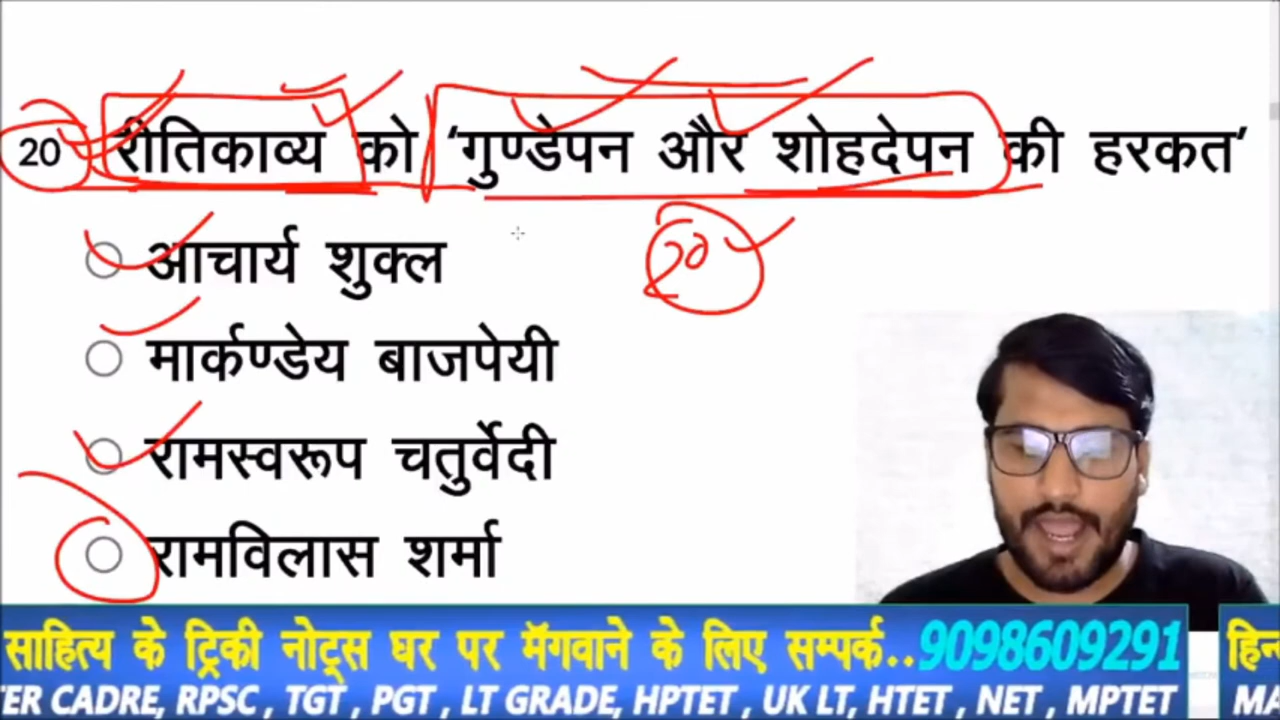 20 रीतिकाव्य को 'गुण्डेपन और शोहदेपन की हरकत'
20
आचार्य शुक्ल
मार्कण्डेय बाजपेयी
रामस्वरूप चतुर्वेदी
रामविलास शर्मा
साहित्य के ट्रिकी नोट्स घर पर मॅगवाने के लिए सम्पर्क..9098609291 हिन
TER CADRE, RPSC , TGT , PGT , LT GRADE, HPTET , UK LT, HTET , NET , MPTET MA